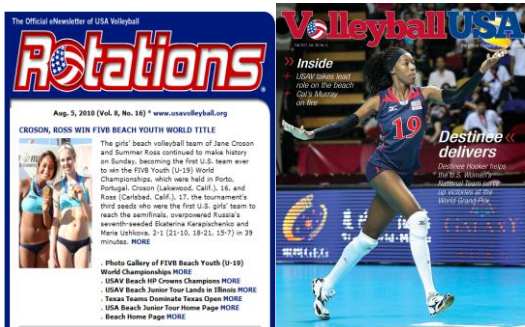 The Official eNewsletter of USA Volleyball
Rotations
Aug. 5, 2010 (Vol. 8, No. 16) * www.usavolleyball.org
CROSON, ROSS WIN FIVB BEACH YOUTH WORLD TITLE
The girls' beach volleyball team of Jane Croson
and Summer Ross continued to make history
on Sunday, becoming the first U.S. team ever
to win the FIVB Youth (U-19) World
Championships, which were held in Porto,
Portugal. Croson (Lakewood, Calif.), 16, and
Ross (Carlsbad, Calif.), 17, the tournament's
third seeds who were the first U.S. girls' team to
reach the semifinals, overpowered Russia's
seventh-seeded Ekaterina Karapischenko and
Maria Ushkova, 2-1 (21-10, 18-21, 15-7) in 39
minutes. MORE
. Photo Gallery of FIVB Beach Youth (U-19)
World Championships MORE
. USAV Beach HP Crowns Champions MORE
. USAV Beach Junior Tour Lands in Illinois MORE
. Texas Teams Dominate Texas Open MORE
. USA Beach Junior Tour Home Page MORE
. Beach Home Page MORE
VolleyballUSA
» Inside
+ USAV takes lead
role on the beach
Cal's Murray
on fire
19
Destinee «
delivers
Destinee Hooker helps
the U.S. Women's
National Team serve
up victories at the
World Grand Prix